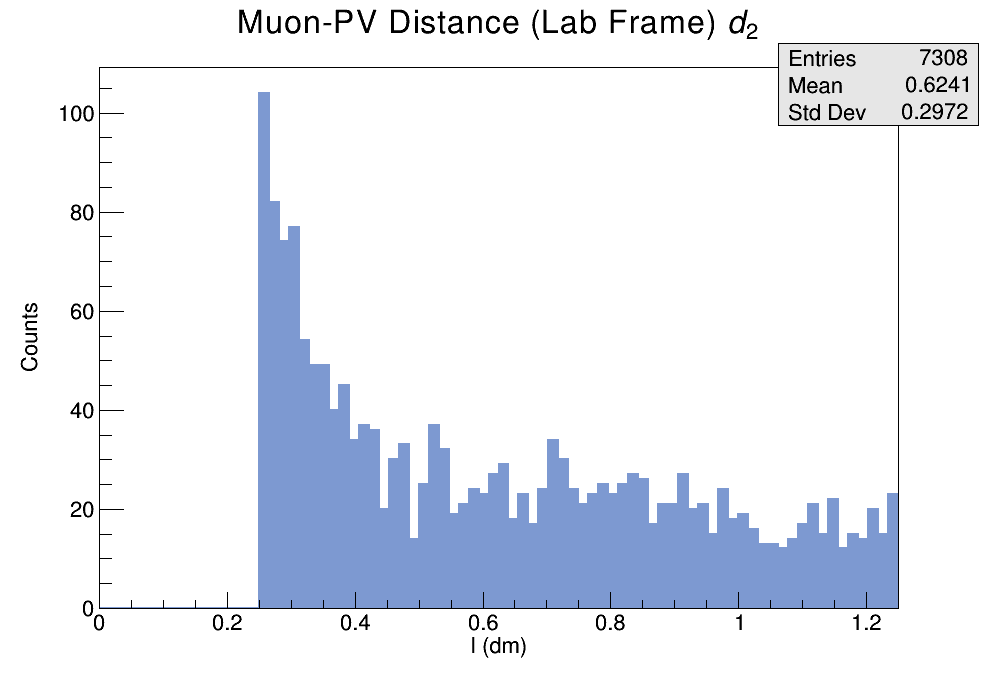 Muon-PV Distance (Lab Frame) d₂
Entries 7308
Mean 0.6241
Std Dev 0.2972
Counts
100
80
60
40
20
0
0 0.2 0.4 0.6 0.8 1 1.2
l (dm)